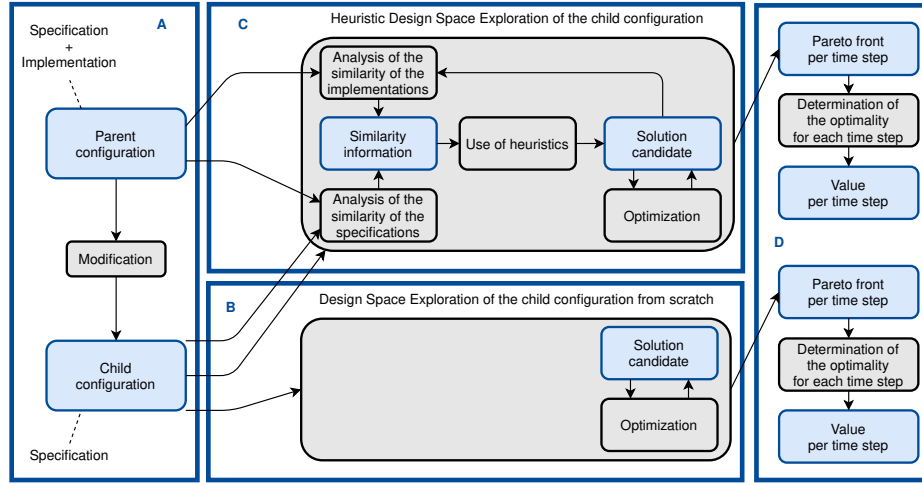 A
Specification
+
Implementation
Parent
configuration
Modification
Child
configuration
Specification
C
Heuristic Design Space Exploration of the child configuration
Analysis of the
similarity of the
implementations
Similarity
information
Use of heuristics
Solution
candidate
Analysis of the
similarity of the
specifications
Optimization
B
Design Space Exploration of the child configuration from scratch
Solution
candidate
Optimization
Pareto front
per time step
Determination of
the optimality
for each time step
Value
per time step
D
Pareto front
per time step
Determination of
the optimality
for each time step
Value
per time step